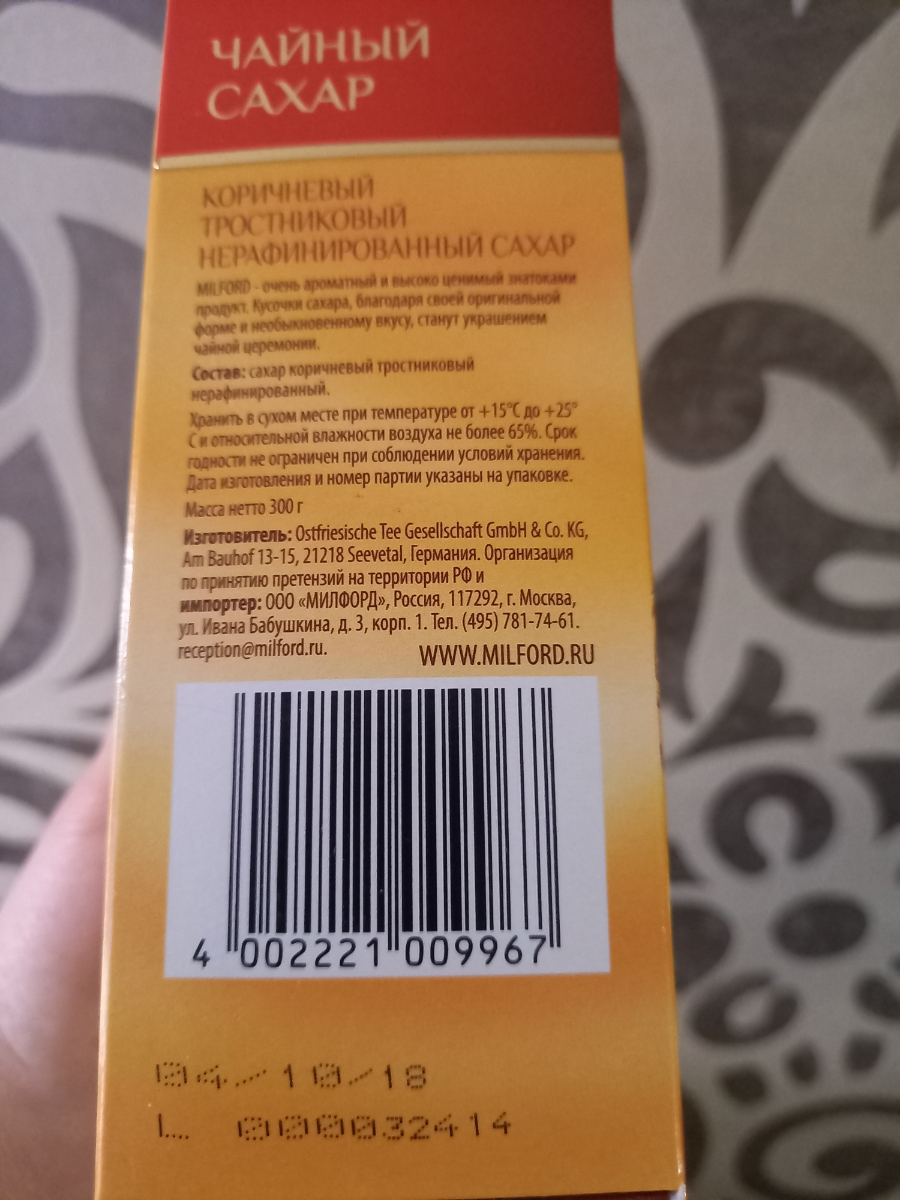 ЧАЙНЫЙ
САХАР
КОРИЧНЕВЫЙ
ТРОСТНИКОВЫЙ
НЕРАФИНИРОВАННЫЙ САХАР
MILFORD - очень ароматный и высоко ценимый знатоками
продукт. Кусочки сахара, благодаря своей оригинальной
форме и необыкновенному вкусу, станут украшением
чайной церемонии.
Состав: сахар коричневый тростниковый
нерафинированный.
Хранить в сухом месте при температуре от +15°С до +25°
С и относительной влажности воздуха не более 65%. Срок
годности не ограничен при соблюдении условий хранения.
Дата изготовления и номер партии указаны на упаковке.
Масса нетто 300 г
Изготовитель: Ostfriesische Tee Gesellschaft GmbH & Co. KG,
Am Bauhof 13-15, 21218 Seevetal, Германия. Организация
по принятию претензий на территории РФ и
импортер: ООО «МИЛФОРД», Россия, 117292, г. Москва,
ул. Ивана Бабушкина, д. 3, корп. 1. Тел. (495) 781-74-61.
reception@milford.ru. WWW.MILFORD.RU
4 002221 009967
04/10/18
L 000032414